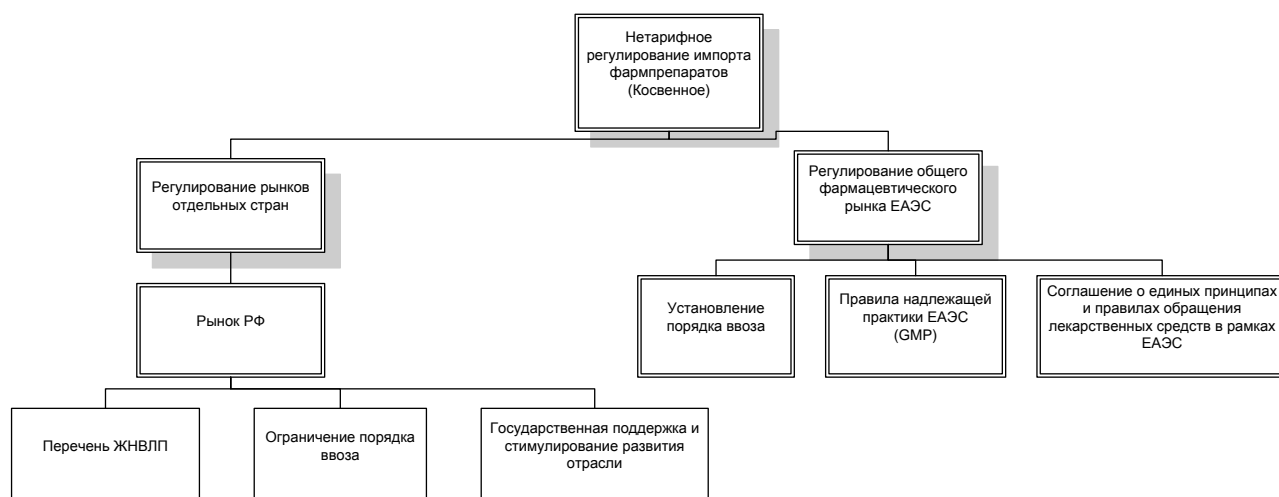 Нетарифное
регулирование импорта
фармпрепаратов
(Косвенное)
Регулирование рынков
отдельных стран
Регулирование общего
фармацевтического
рынка ЕАЭС
Рынок РФ
Установление
порядка ввоза
Правила надлежащей
практики ЕАЭС
(GMP)
Соглашение о единых принципах
и правилах обращения
лекарственных средств в рамках
ЕАЭС
Перечень ЖНВЛП
Ограничение порядка
ввоза
Государственная поддержка и
стимулирование развития
отрасли